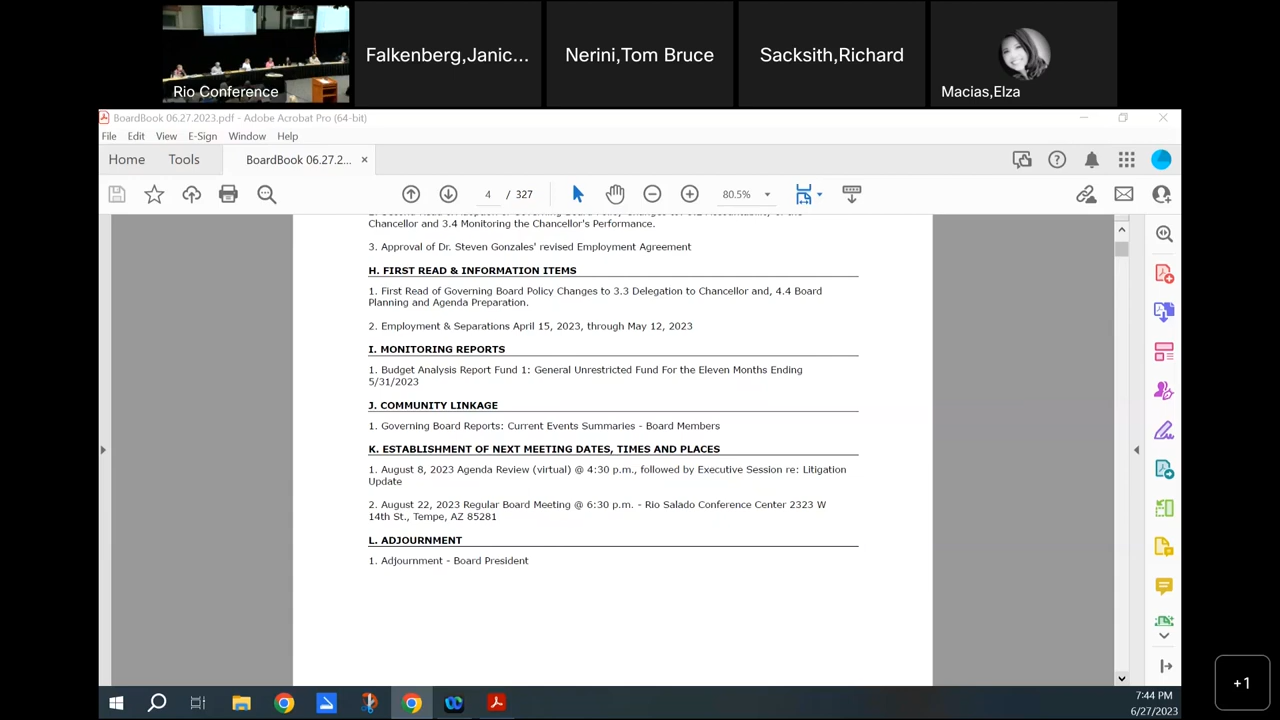 Rio Conference
Falkenberg,Janic...
Nerini,Tom Bruce
Sacksith,Richard
Macias,Elza
BoardBook 06.27.2023.pdf - Adobe Acrobat Pro (64-bit)
File Edit View E-Sign Window Help
Home Tools BoardBook 06.27.2... ×
4 / 327 80.5%
Chancellor and 3.4 Monitoring the Chancellor's Performance.
3. Approval of Dr. Steven Gonzales' revised Employment Agreement
H. FIRST READ & INFORMATION ITEMS
1. First Read of Governing Board Policy Changes to 3.3 Delegation to Chancellor and, 4.4 Board
Planning and Agenda Preparation.
2. Employment & Separations April 15, 2023, through May 12, 2023
I. MONITORING REPORTS
1. Budget Analysis Report Fund 1: General Unrestricted Fund For the Eleven Months Ending
5/31/2023
J. COMMUNITY LINKAGE
1. Governing Board Reports: Current Events Summaries - Board Members
K. ESTABLISHMENT OF NEXT MEETING DATES, TIMES AND PLACES
1. August 8, 2023 Agenda Review (virtual) @ 4:30 p.m., followed by Executive Session re: Litigation
Update
2. August 22, 2023 Regular Board Meeting @ 6:30 p.m. - Rio Salado Conference Center 2323 W
14th St., Tempe, AZ 85281
L. ADJOURNMENT
1. Adjournment - Board President
+1
7:44 PM
6/27/2023